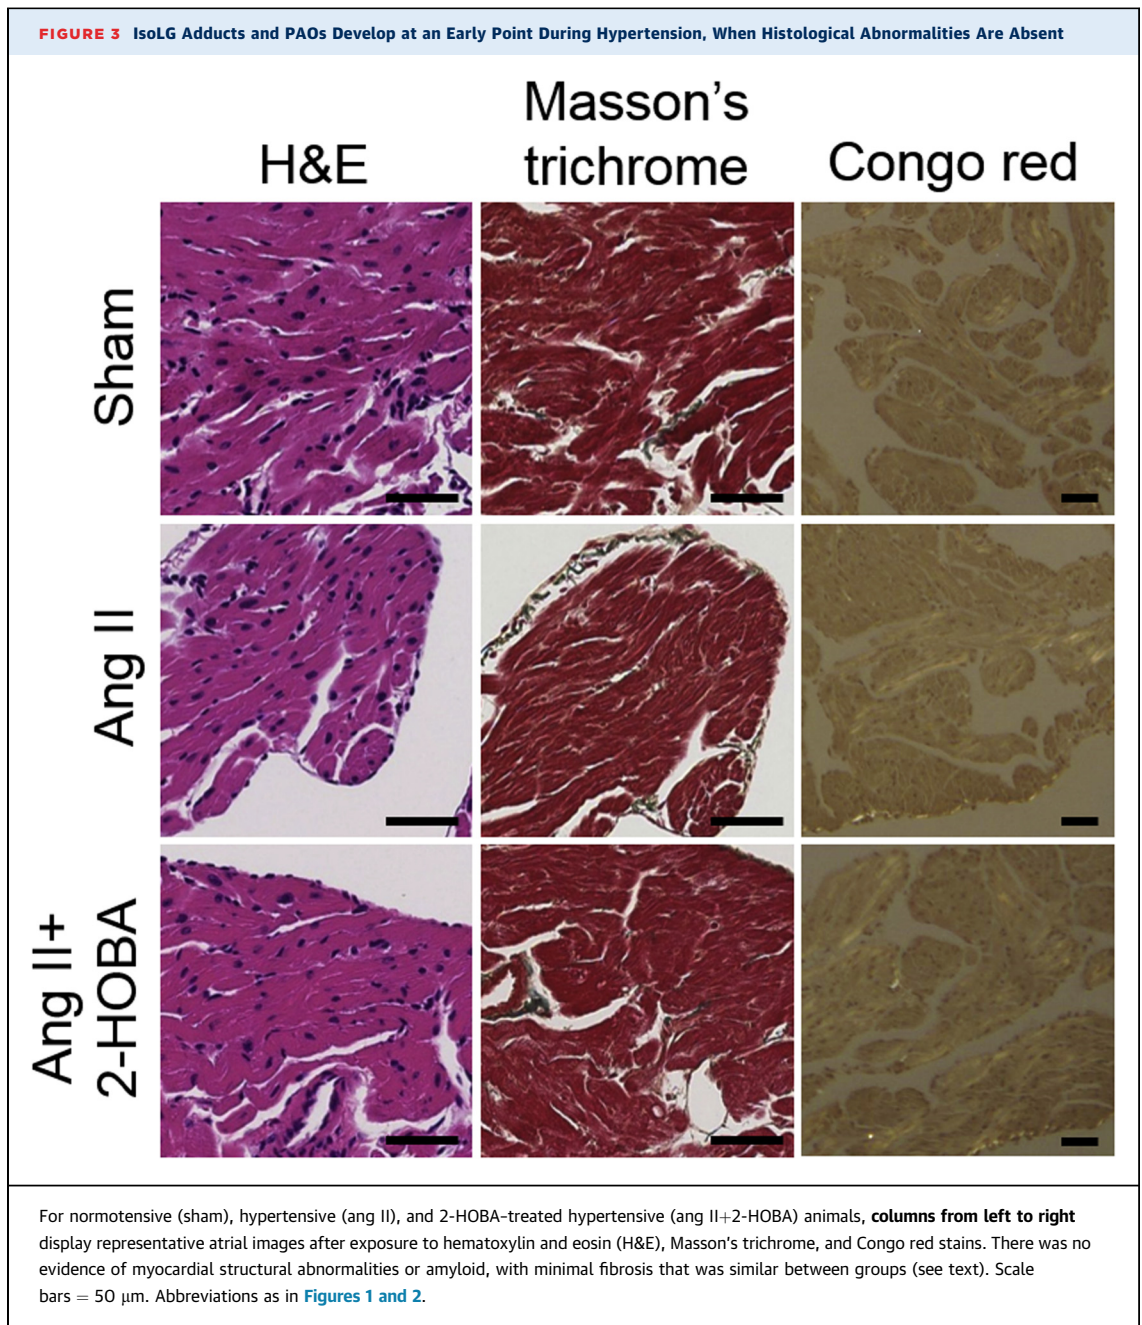 FIGURE 3 IsoLG Adducts and PAOs Develop at an Early Point During Hypertension, When Histological Abnormalities Are Absent
H&E
Masson's
trichrome
Congo red
Sham
Ang II
Ang II+
2-HOBA
For normotensive (sham), hypertensive (ang II), and 2-HOBA-treated hypertensive (ang II+2-HOBA) animals, columns from left to right
display representative atrial images after exposure to hematoxylin and eosin (H&E), Masson's trichrome, and Congo red stains. There was no
evidence of myocardial structural abnormalities or amyloid, with minimal fibrosis that was similar between groups (see text). Scale
bars = 50 μm. Abbreviations as in Figures 1 and 2.